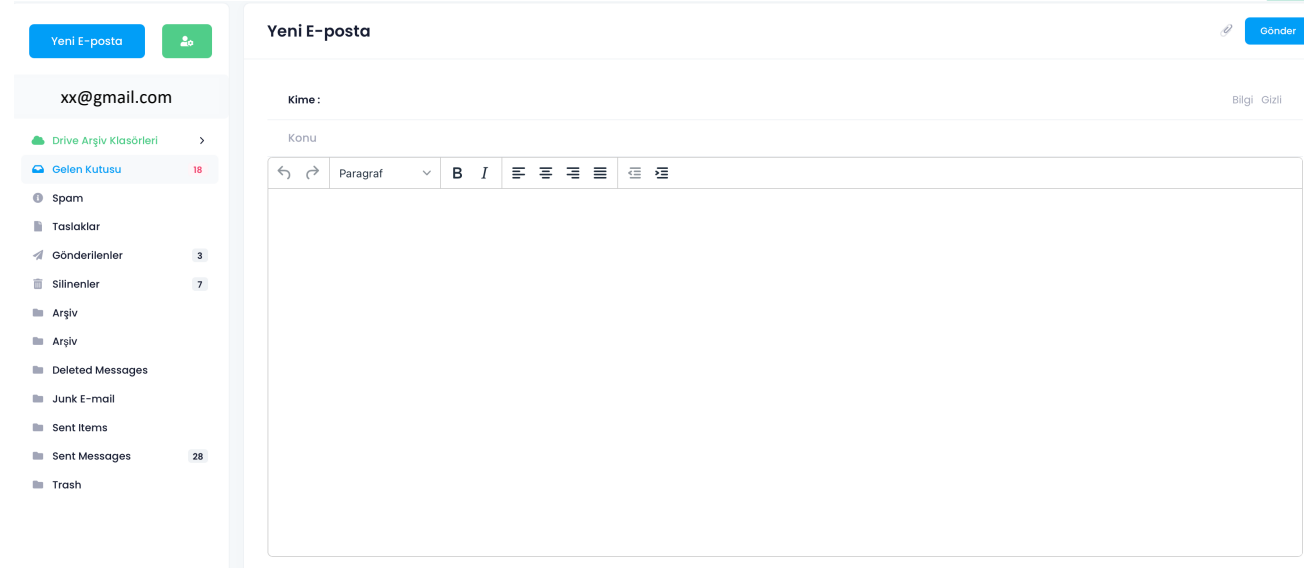 Yeni E-posta
xx@gmail.com
Drive Arşiv Klasörleri
Gelen Kutusu 18
Spam
Taslaklar
Gönderilenler 3
Silinenler 7
Arşiv
Arşiv
Deleted Messages
Junk E-mail
Sent Items
Sent Messages 28
Trash
Yeni E-posta Gönder
Kime : Bilgi Gizli
Konu
Paragraf B I